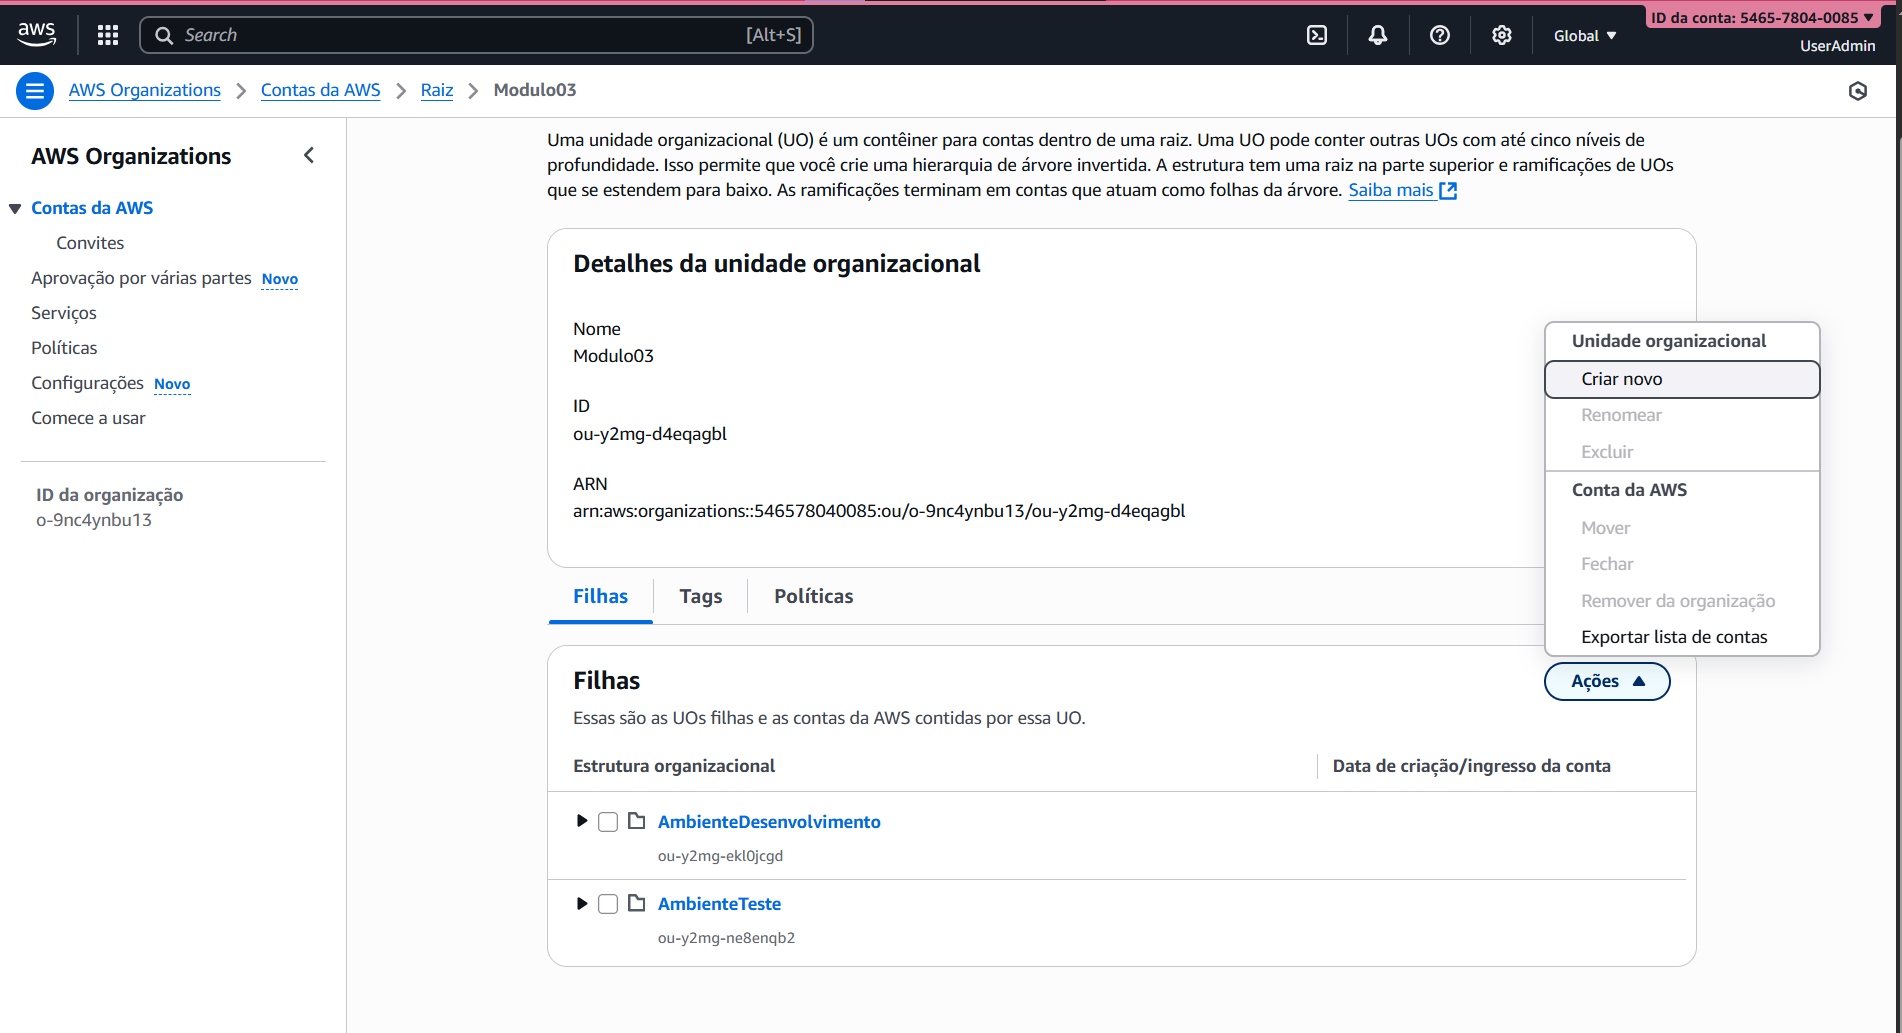 aws
Search
[Alt+S]
Global
ID da conta: 5465-7804-0085
UserAdmin
AWS Organizations
Contas da AWS
Raiz
Modulo03
AWS Organizations
Contas da AWS
Convites
Aprovação por várias partes Novo
Serviços
Políticas
Configurações Novo
Comece a usar
ID da organização
o-9nc4ynbu13
Uma unidade organizacional (UO) é um contêiner para contas dentro de uma raiz. Uma UO pode conter outras UOs com até cinco níveis de
profundidade. Isso permite que você crie uma hierarquia de árvore invertida. A estrutura tem uma raiz na parte superior e ramificações de UOs
que se estendem para baixo. As ramificações terminam em contas que atuam como folhas da árvore. Saiba mais
Detalhes da unidade organizacional
Nome
Modulo03
ID
ou-y2mg-d4eqagbl
ARN
arn:aws:organizations::546578040085:ou/o-9nc4ynbu13/ou-y2mg-d4eqagbl
Unidade organizacional
Criar novo
Renomear
Excluir
Conta da AWS
Mover
Fechar
Remover da organização
Exportar lista de contas
Filhas
Tags
Políticas
Filhas
Ações
Essas são as UOs filhas e as contas da AWS contidas por essa UO.
Estrutura organizacional
Data de criação/ingresso da conta
AmbienteDesenvolvimento
ou-y2mg-ekl0jcgd
AmbienteTeste
ou-y2mg-ne8enqb2